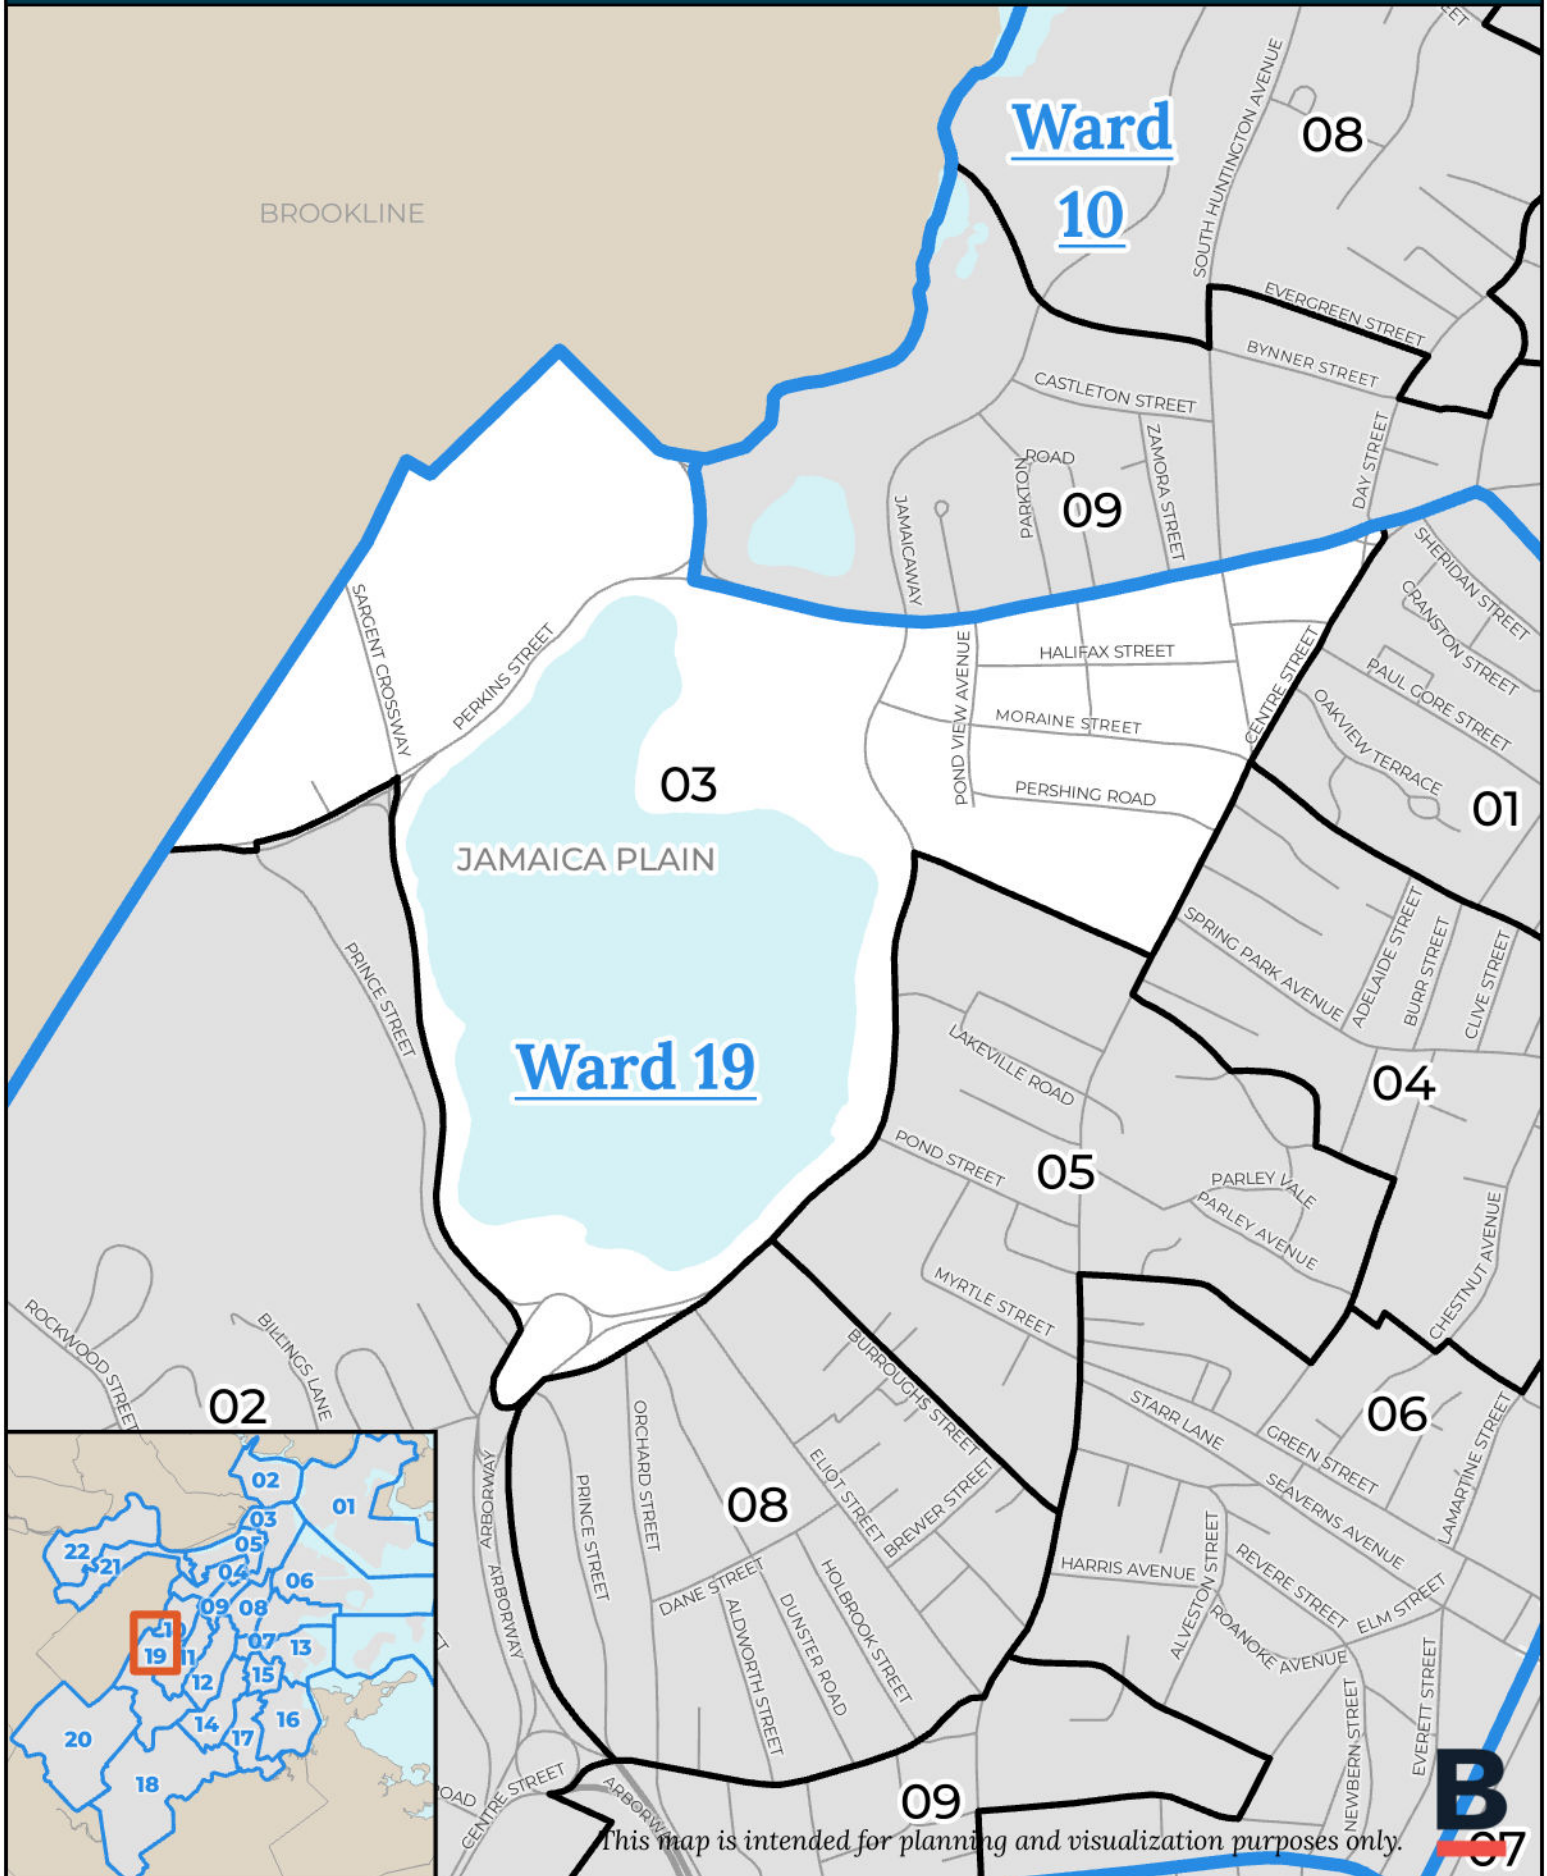 BROOKLINE
Ward
10
08
SOUTH HUNTINGTON AVENUE
EVERGREEN STREET
BYNNER STREET
CASTLETON STREET
ZAMORA STREET
PARKTON
ROAD
DAY STREET
09
JAMAICAWAY
SARGENT CROSSWAY
PERKINS STREET
POND VIEW AVENUE
HALIFAX STREET
MORAINE STREET
PERSHING ROAD
CENTRE STREET
SHERIDAN STREET
CRANSTON STREET
PAUL GORE STREET
OAKVIEW TERRACE
01
03
JAMAICA PLAIN
Ward 19
PRINCE STREET
SPRING PARK AVENUE
ADELAIDE STREET
BURR STREET
CLIVE STREET
04
LAKEVILLE ROAD
POND STREET
05
PARLEY VALE
PARLEY AVENUE
CHESTNUT AVENUE
MYRTLE STREET
ROCKWOOD STREET
BILLINGS LANE
02
BURROUGHS STREET
STARR LANE
GREEN STREET
06
SEAVERNS AVENUE
LAMARTINE STREET
ORCHARD STREET
PRINCE STREET
ARBORWAY
ARBORWAY
08
ELIOT STREET
BREWER STREET
DANE STREET
HOLBROOK STREET
DUNSTER ROAD
ALDWORTH STREET
HARRIS AVENUE
ALVESTON STREET
REVERE STREET
ROANOKE AVENUE
ELM STREET
NEWBERN STREET
EVERETT STREET
CENTRE STREET
ARBORWAY
OAD
09
07
02
01
03
05
22
21
04
06
09
08
10
19
11
07
13
12
15
14
17
16
20
18
This map is intended for planning and visualization purposes only.
B